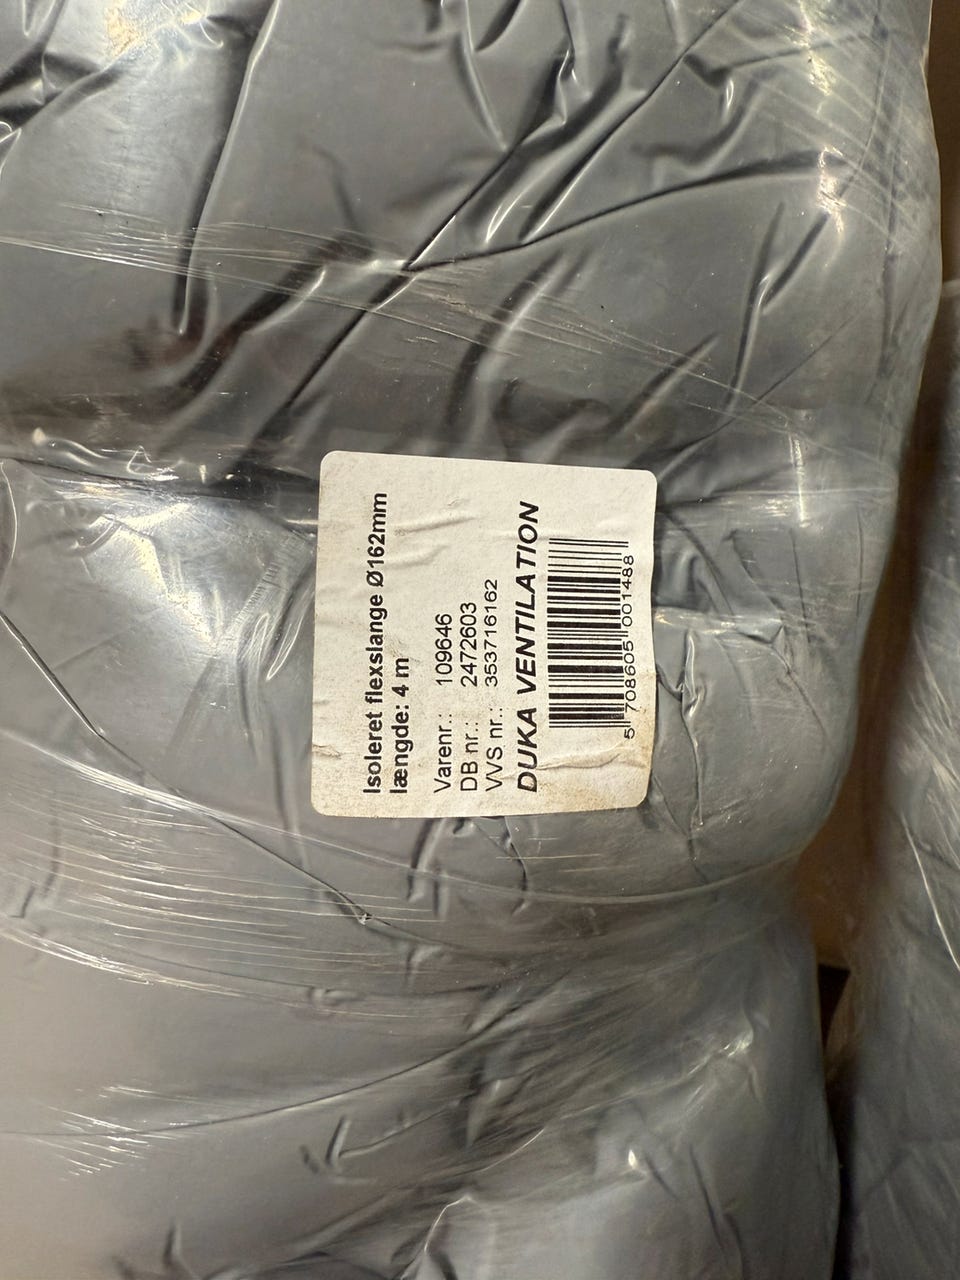 Isoleret flexslange Ø162mm
længde: 4 m
Varenr.: 109646
DB nr.: 2472603
VVS nr.: 353716162
DUKA VENTILATION
5 708605 001488